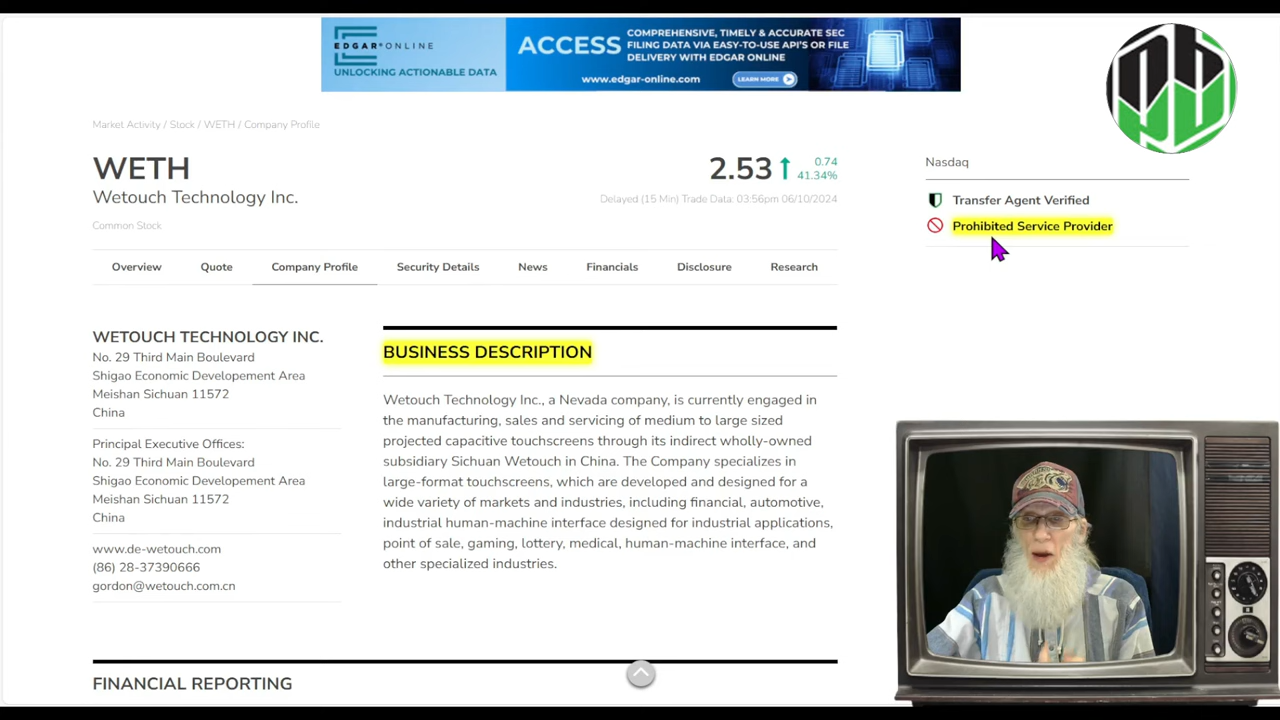 EDGAR ONLINE
UNLOCKING ACTIONABLE DATA
ACCESS
COMPREHENSIVE, TIMELY & ACCURATE SEC
FILING DATA VIA EASY-TO-USE API'S OR FILE
DELIVERY WITH EDGAR ONLINE
www.edgar-online.com
LEARN MORE
Market Activity / Stock / WETH / Company Profile
WETH
Wetouch Technology Inc.
Common Stock
2.53
0.74
41.34%
Delayed (15 Min) Trade Data: 03:56pm 06/10/2024
Nasdaq
Transfer Agent Verified
Prohibited Service Provider
Overview
Quote
Company Profile
Security Details
News
Financials
Disclosure
Research
WETOUCH TECHNOLOGY INC.
No. 29 Third Main Boulevard
Shigao Economic Developement Area
Meishan Sichuan 11572
China
Principal Executive Offices:
No. 29 Third Main Boulevard
Shigao Economic Developement Area
Meishan Sichuan 11572
China
www.de-wetouch.com
(86) 28-37390666
gordon@wetouch.com.cn
BUSINESS DESCRIPTION
Wetouch Technology Inc., a Nevada company, is currently engaged in
the manufacturing, sales and servicing of medium to large sized
projected capacitive touchscreens through its indirect wholly-owned
subsidiary Sichuan Wetouch in China. The Company specializes in
large-format touchscreens, which are developed and designed for a
wide variety of markets and industries, including financial, automotive,
industrial human-machine interface designed for industrial applications,
point of sale, gaming, lottery, medical, human-machine interface, and
other specialized industries.
FINANCIAL REPORTING